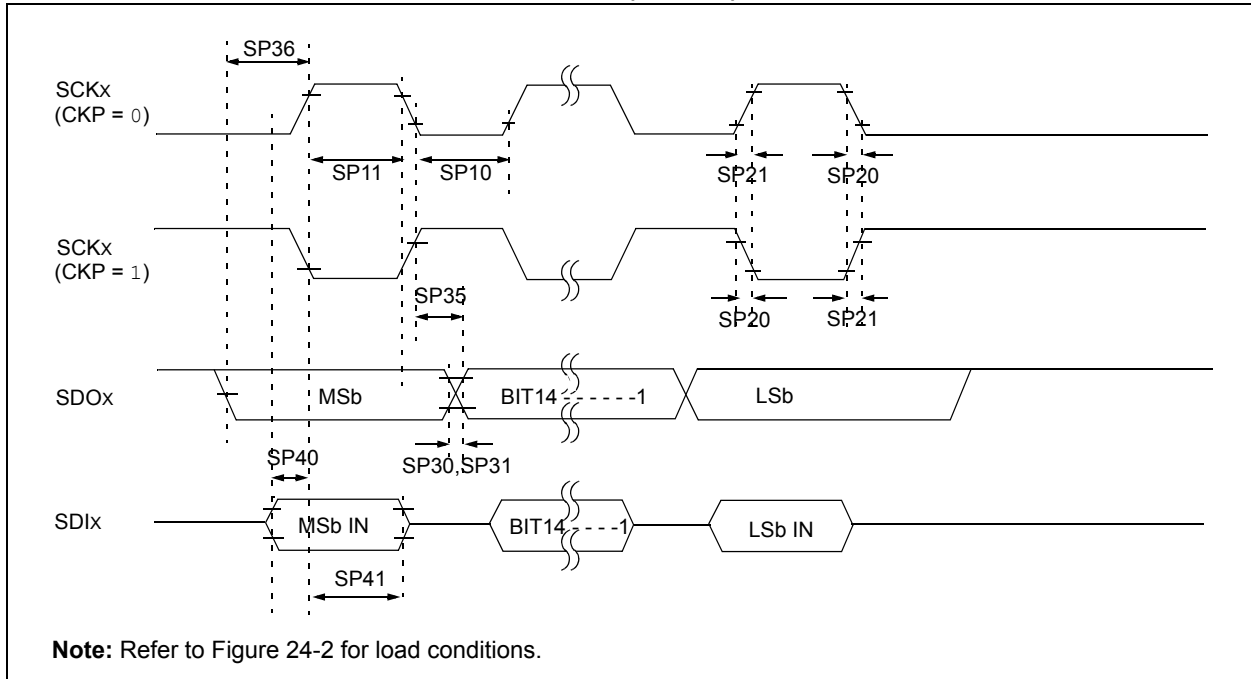 SP36
SCKx
(CKP = 0)
SP11
SP10
SP21
SP20
SCKx
(CKP = 1)
SP35
SP20
SP21
SDOx
MSb
BIT14 - - - - - -1
LSb
SP40
SP30,SP31
SDIx
MSb IN
BIT14 - - - - -1
LSb IN
SP41
Note: Refer to Figure 24-2 for load conditions.